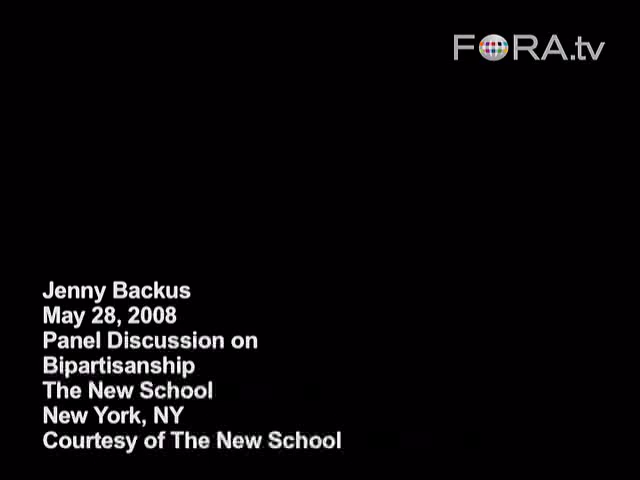 FORA.tv
Jenny Backus
May 28, 2008
Panel Discussion on
Bipartisanship
The New School
New York, NY
Courtesy of The New School